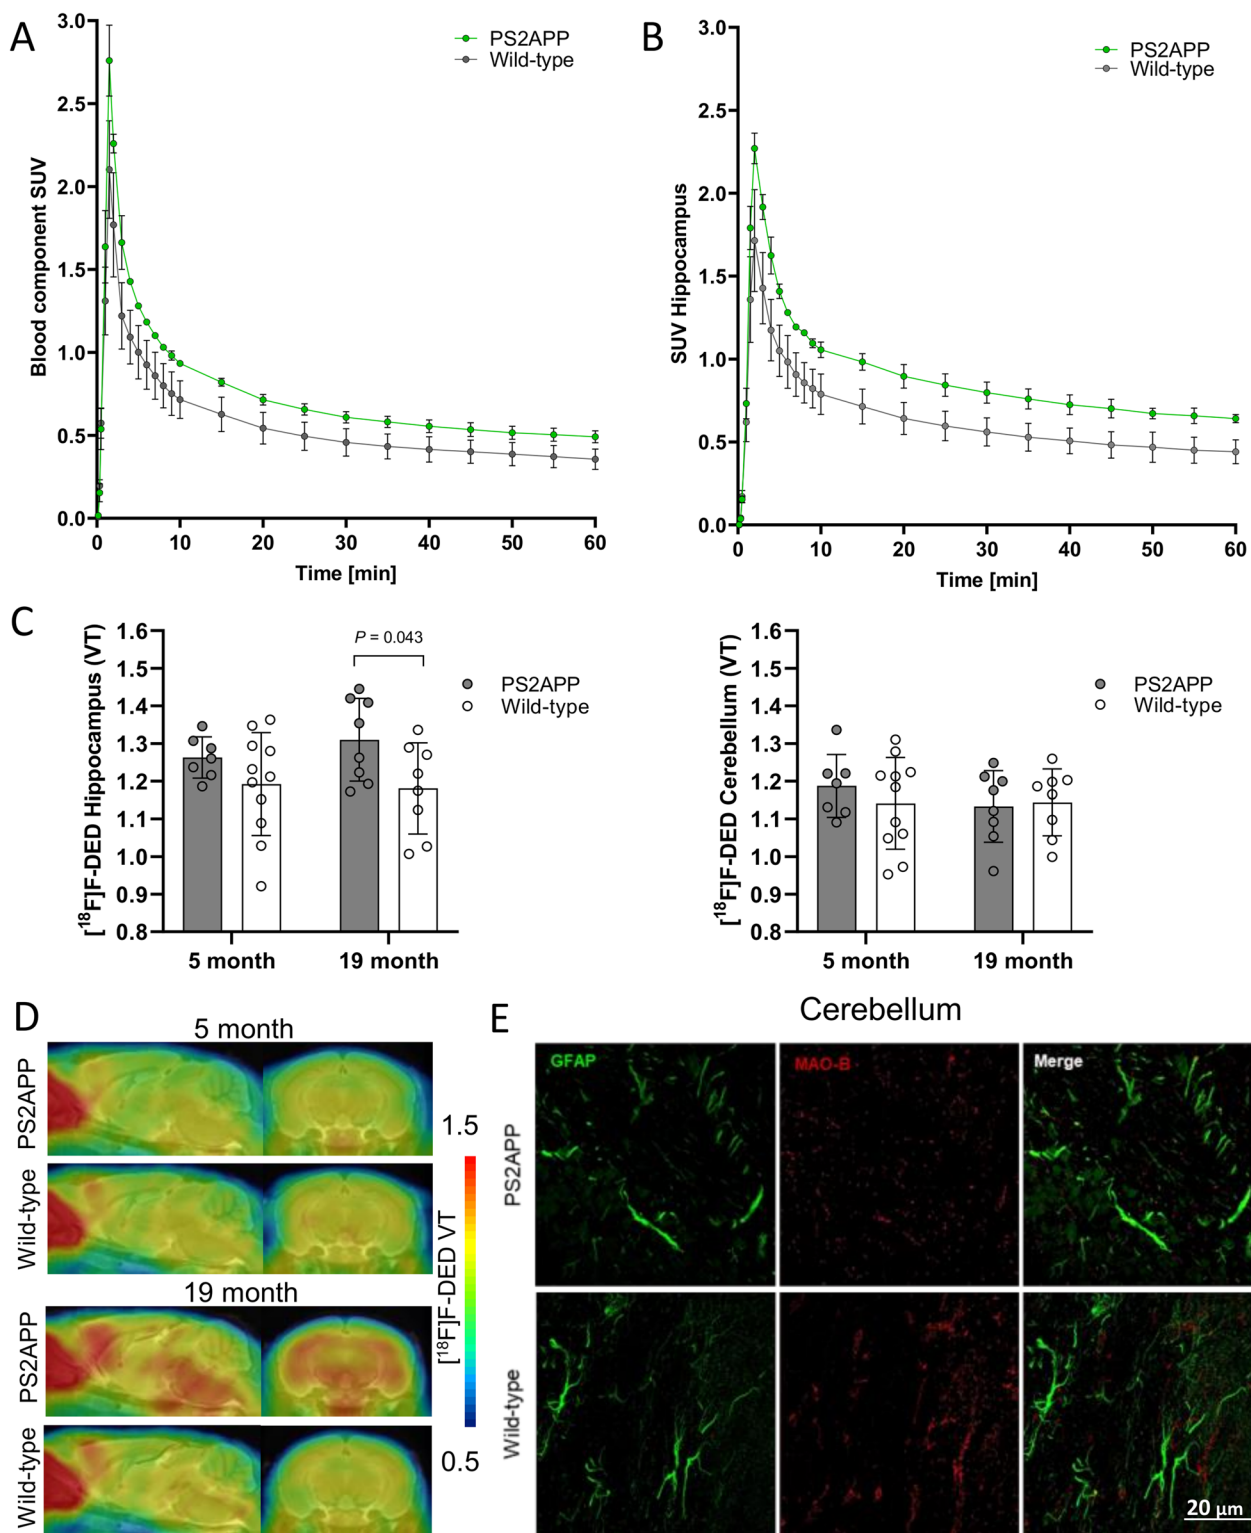 A
PS2APP
Wild-type
Blood component SUV
3.0
2.5
2.0
1.5
1.0
0.5
0.0
0 10 20 30 40 50 60
Time [min]
B
PS2APP
Wild-type
SUV Hippocampus
3.0
2.5
2.0
1.5
1.0
0.5
0.0
0 10 20 30 40 50 60
Time [min]
C
[¹⁸F]F-DED Hippocampus (VT)
1.6
1.5
1.4
1.3
1.2
1.1
1.0
0.9
0.8
P = 0.043
PS2APP
Wild-type
5 month 19 month
[¹⁸F]F-DED Cerebellum (VT)
1.6
1.5
1.4
1.3
1.2
1.1
1.0
0.9
0.8
PS2APP
Wild-type
5 month 19 month
D
5 month
PS2APP
Wild-type
19 month
PS2APP
Wild-type
1.5
[¹⁸F]F-DED VT
0.5
E
Cerebellum
GFAP MAO-B Merge
PS2APP
Wild-type
20 µm